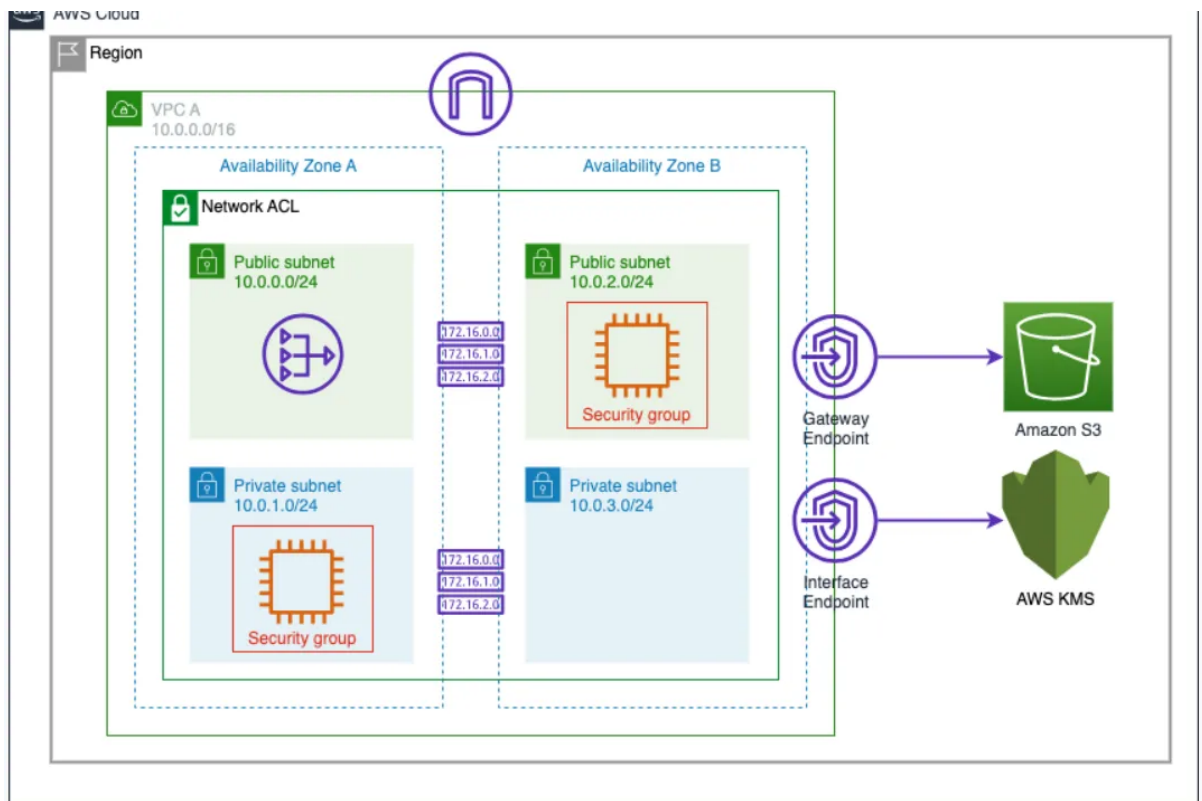 AWS Cloud
Region
VPC A
10.0.0.0/16
Availability Zone A
Availability Zone B
Network ACL
Public subnet
10.0.0.0/24
Public subnet
10.0.2.0/24
172.16.0.0
172.16.1.0
172.16.2.0
Security group
Gateway
Endpoint
Amazon S3
Private subnet
10.0.1.0/24
Private subnet
10.0.3.0/24
172.16.0.0
172.16.1.0
172.16.2.0
Security group
Interface
Endpoint
AWS KMS